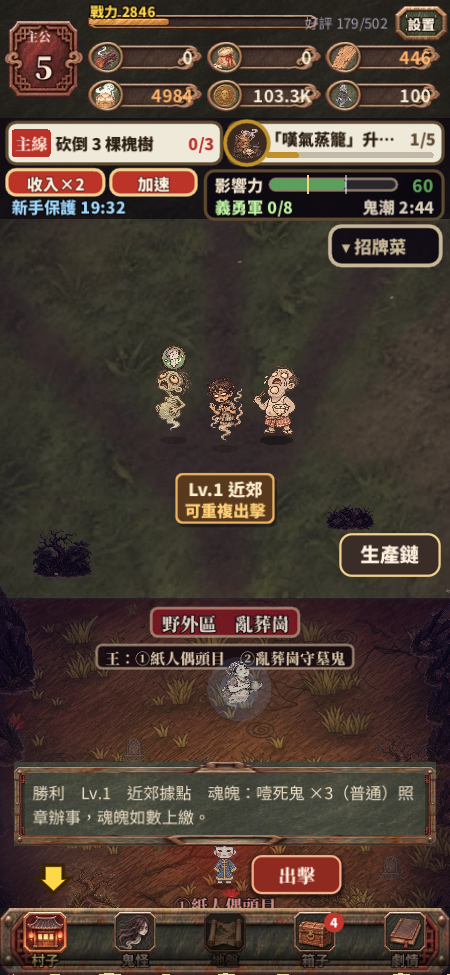 戰力 2846
好評 179/502
設置
主公
5
0
0
446
4984
103.3K
100
主線 砍倒 3 棵槐樹 0/3
「嘆氣蒸籠」升⋯ 1/5
收入×2
加速
影響力 60
新手保護 19:32
義勇軍 0/8
鬼潮 2:44
▾招牌菜
Lv.1 近郊
可重複出擊
生產鏈
野外區 亂葬崗
王:①紙人偶頭目 ②亂葬崗守墓鬼
勝利 Lv.1 近郊據點 魂魄:噎死鬼 ×3(普通)照
章辦事,魂魄如數上繳。
出擊
①紙人偶頭目
4
村子
鬼怪
地盤
箱子
劇情